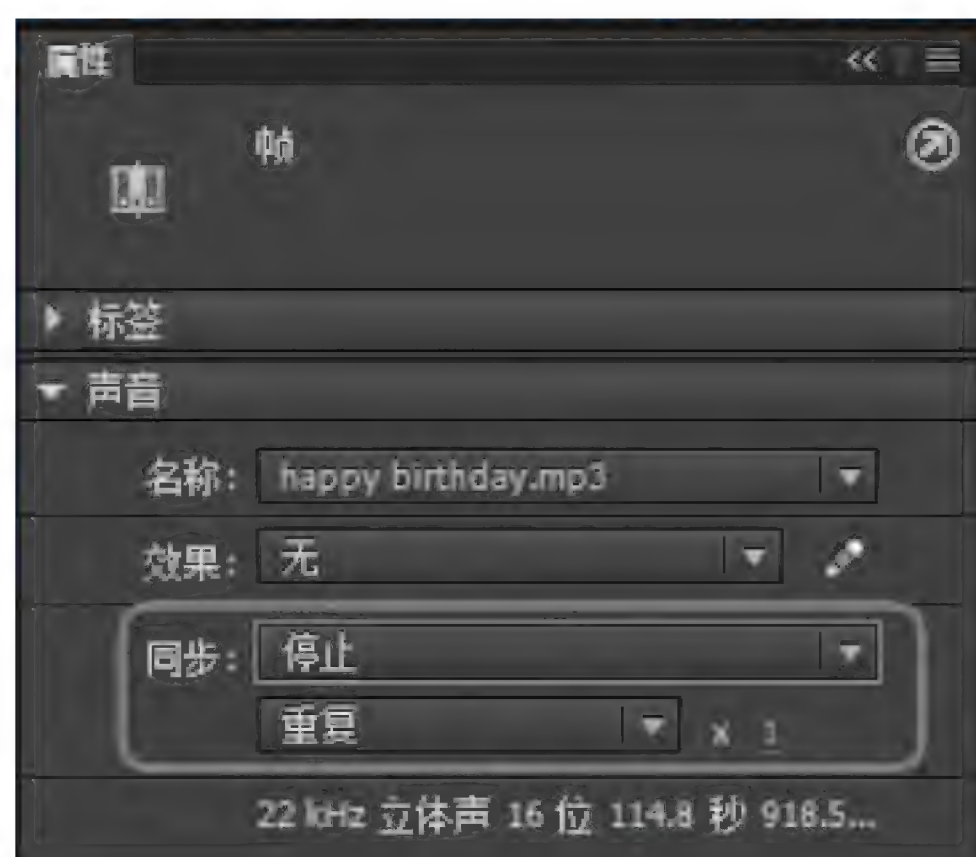 属性
帧
标签
声音
名称: happy birthday.mp3
效果: 无
同步: 停止
重复 x 1
22 kHz 立体声 16 位 114.8 秒 918.5...